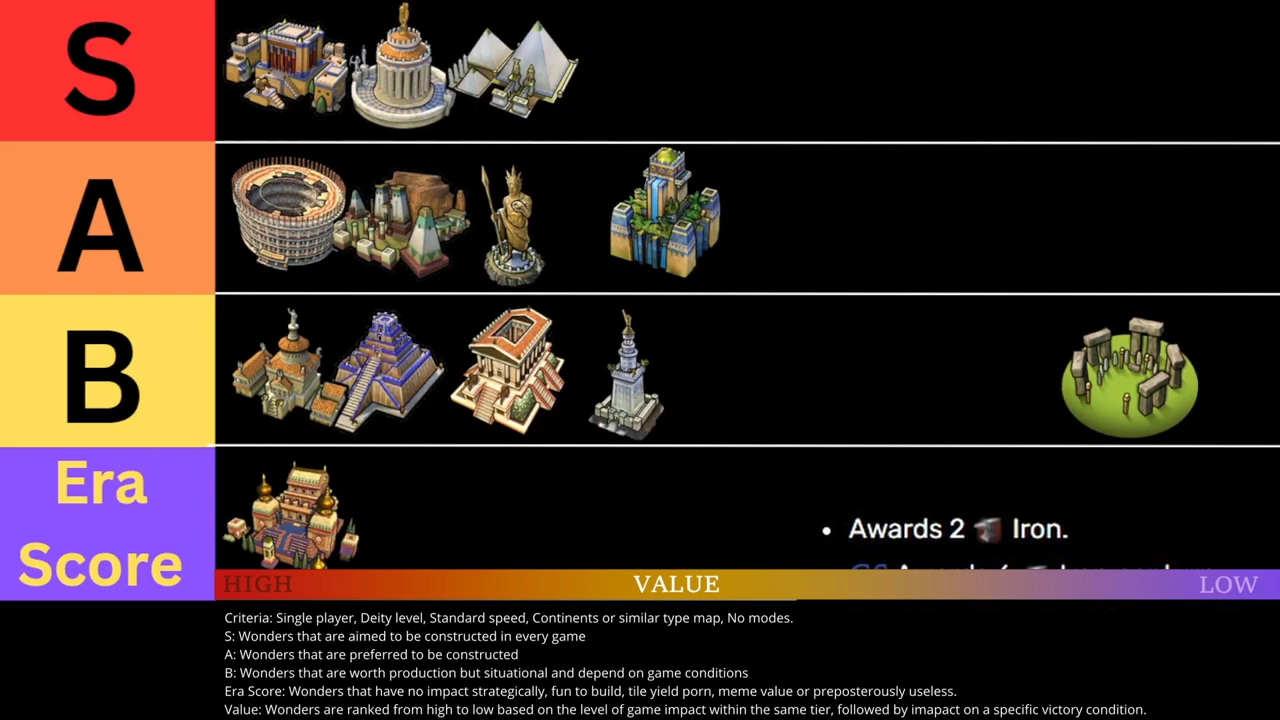 S
A
B
Era
Score
• Awards 2 Iron.
HIGH VALUE LOW
Criteria: Single player, Deity level, Standard speed, Continents or similar type map, No modes.
S: Wonders that are aimed to be constructed in every game
A: Wonders that are preferred to be constructed
B: Wonders that are worth production but situational and depend on game conditions
Era Score: Wonders that have no impact strategically, fun to build, tile yield porn, meme value or preposterously useless.
Value: Wonders are ranked from high to low based on the level of game impact within the same tier, followed by imapact on a specific victory condition.